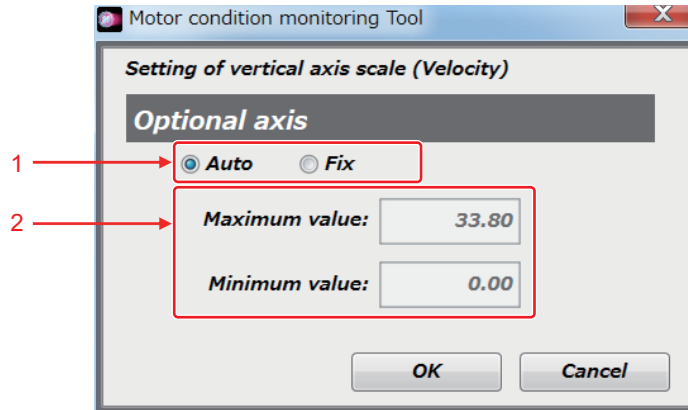 Motor condition monitoring Tool
X
Setting of vertical axis scale (Velocity)
Optional axis
1
Auto Fix
2
Maximum value: 33.80
Minimum value: 0.00
OK Cancel